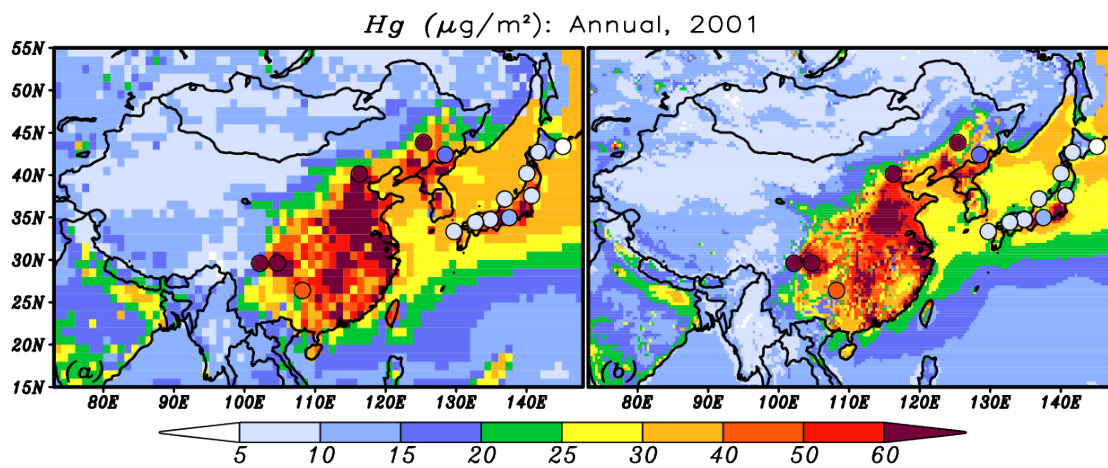 Hg (μg/m²): Annual, 2001
55N
50N
45N
40N
35N
30N
25N
20N
15N
(a)
(b)
80E 90E 100E 110E 120E 130E 140E
80E 90E 100E 110E 120E 130E 140E
5 10 15 20 25 30 40 50 60